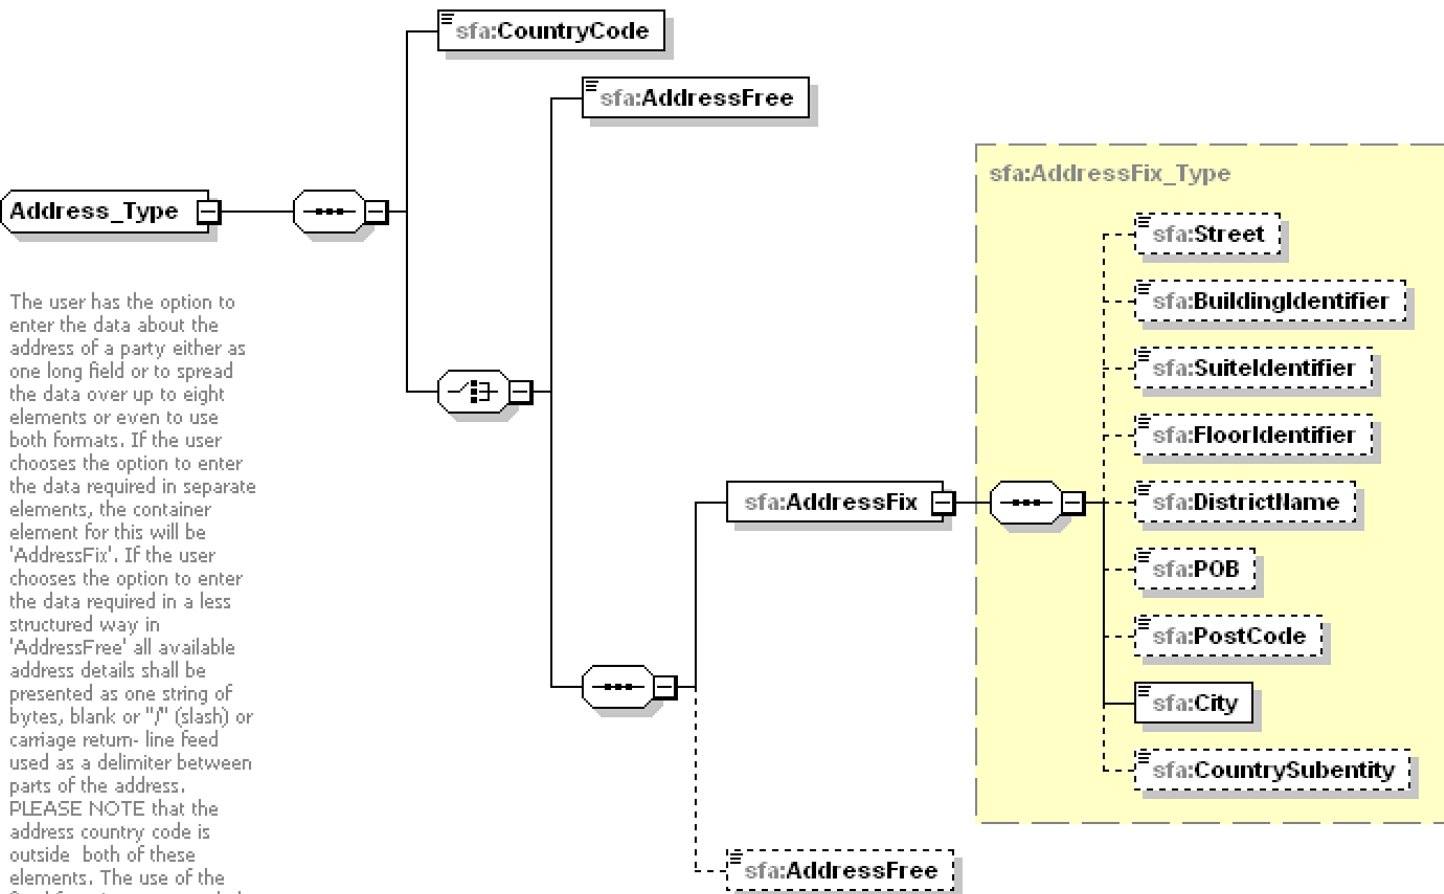 sfa:CountryCode
sfa:AddressFree
Address_Type
The user has the option to
enter the data about the
address of a party either as
one long field or to spread
the data over up to eight
elements or even to use
both formats. If the user
chooses the option to enter
the data required in separate
elements, the container
element for this will be
'AddressFix'. If the user
chooses the option to enter
the data required in a less
structured way in
'AddressFree' all available
address details shall be
presented as one string of
bytes, blank or "/" (slash) or
carriage return- line feed
used as a delimiter between
parts of the address.
PLEASE NOTE that the
address country code is
outside  both of these
elements. The use of the
sfa:AddressFix
sfa:AddressFix_Type
sfa:Street
sfa:BuildingIdentifier
sfa:SuiteIdentifier
sfa:FloorIdentifier
sfa:DistrictName
sfa:POB
sfa:PostCode
sfa:City
sfa:CountrySubentity
sfa:AddressFree